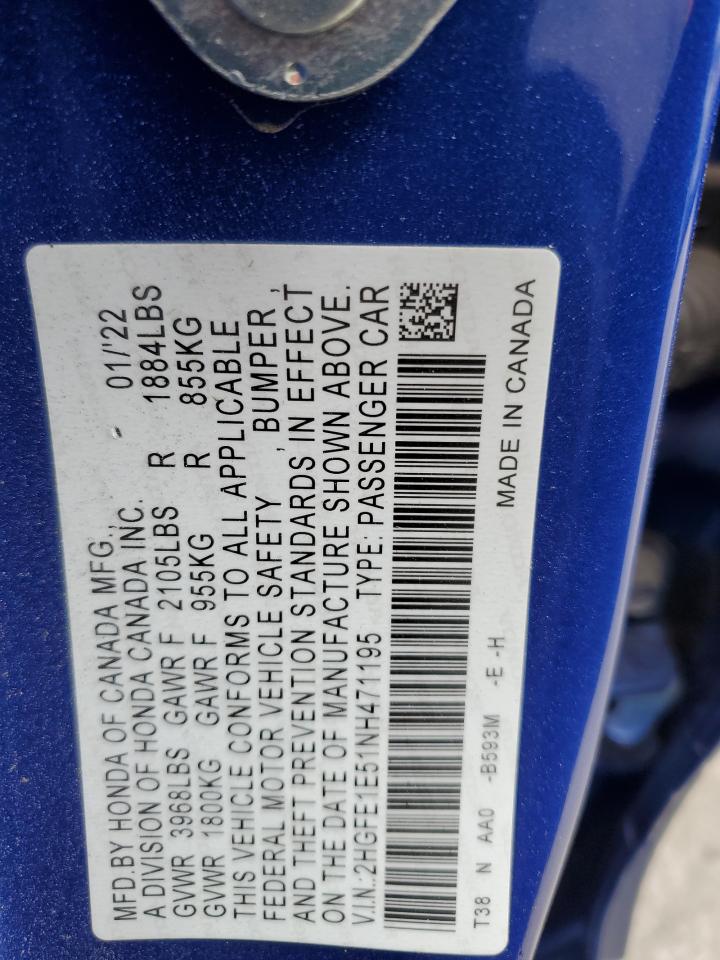 MFD.BY HONDA OF CANADA MFG., 01/'22
A DIVISION OF HONDA CANADA INC.
GVWR 3968LBS GAWR F 2105LBS R 1884LBS
GVWR 1800KG GAWR F 955KG R 855KG
THIS VEHICLE CONFORMS TO ALL APPLICABLE
FEDERAL MOTOR VEHICLE SAFETY , BUMPER ,
AND THEFT PREVENTION STANDARDS IN EFFECT
ON THE DATE OF MANUFACTURE SHOWN ABOVE.
V.I.N.:2HGFE1E51NH471195 TYPE: PASSENGER CAR
T38 N AA0 -B593M -E -H
MADE IN CANADA